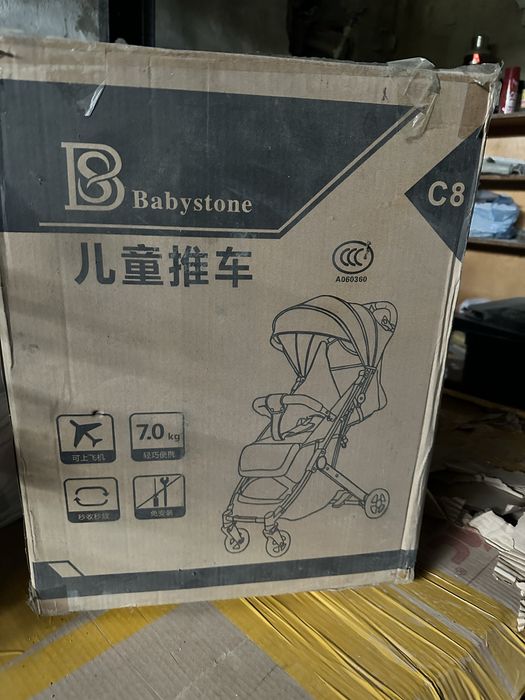 Babystone
C8
儿童推车
CCC
A060360
可上飞机
7.0 kg
轻巧便携
秒收秒放
免安装